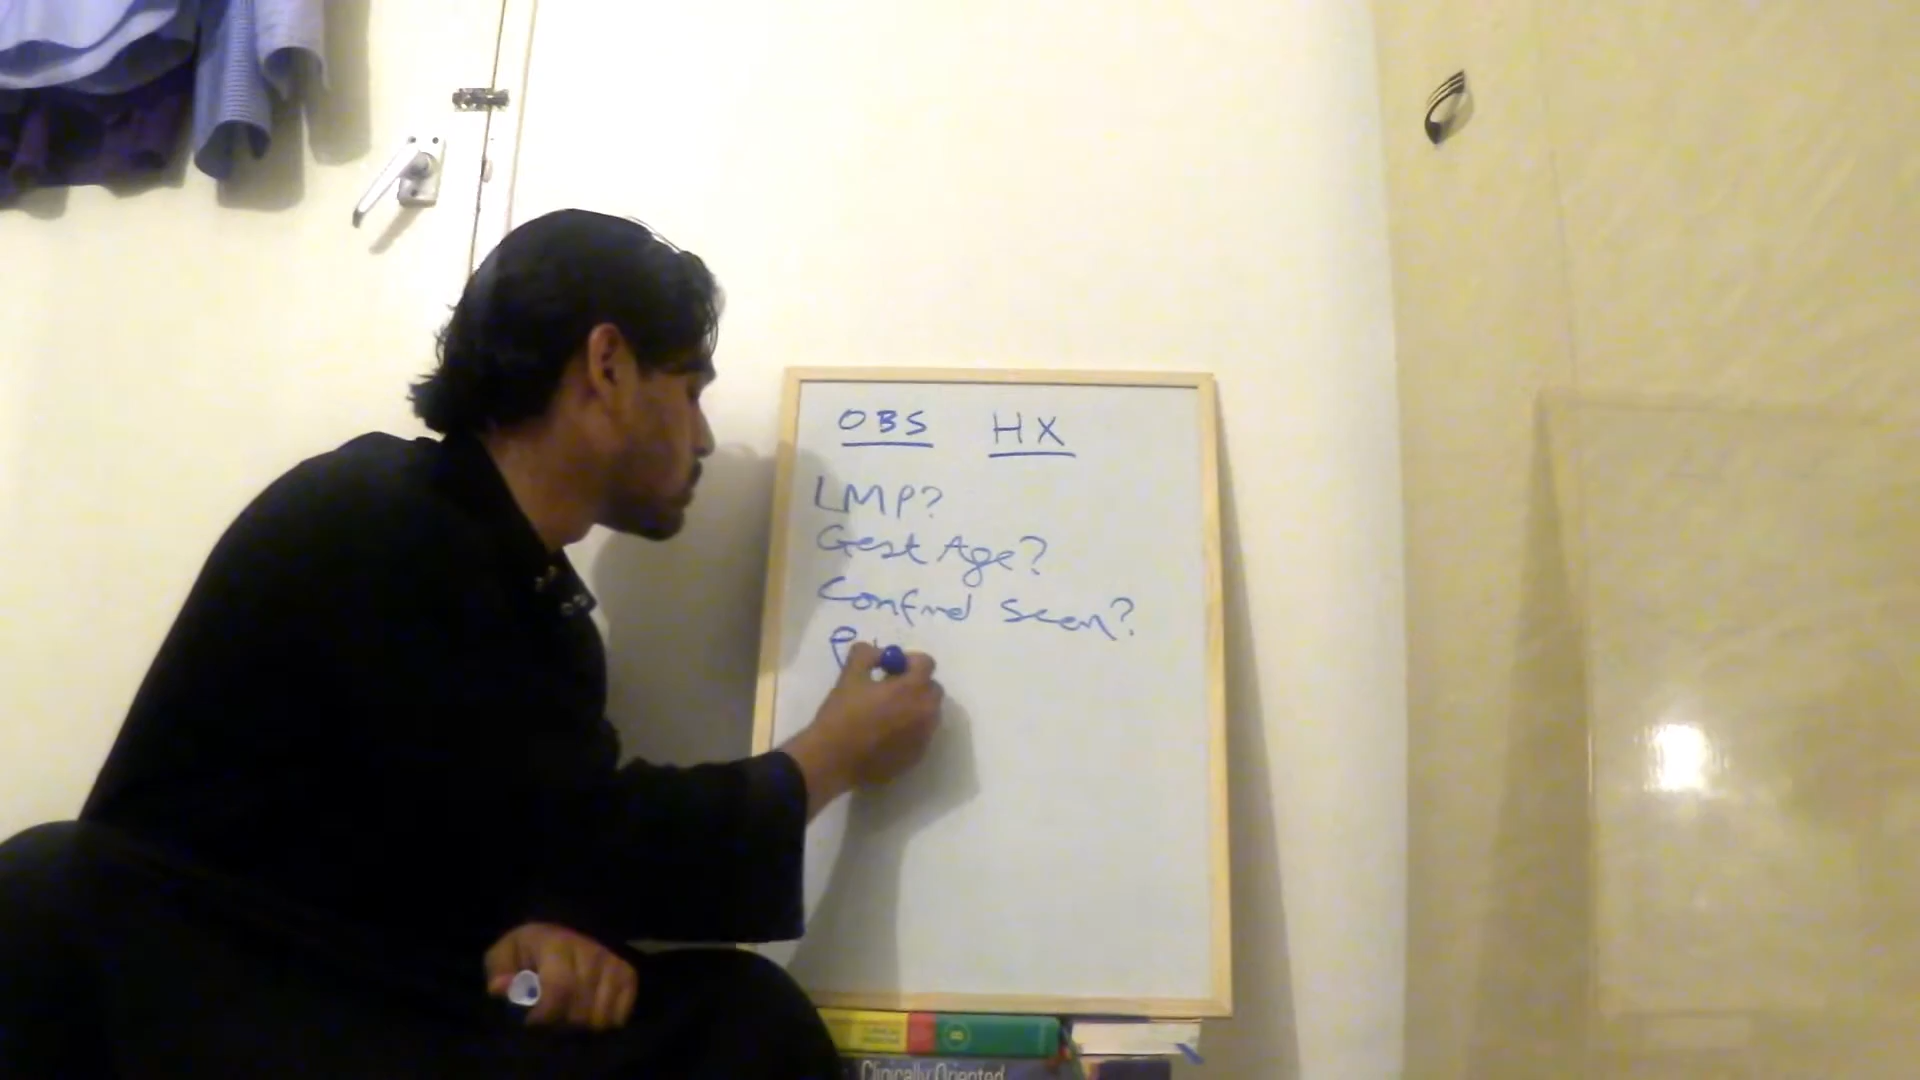 OBS HX
LMP?
Gest Age?
Confmd Scan?
P
Clinically Oriented